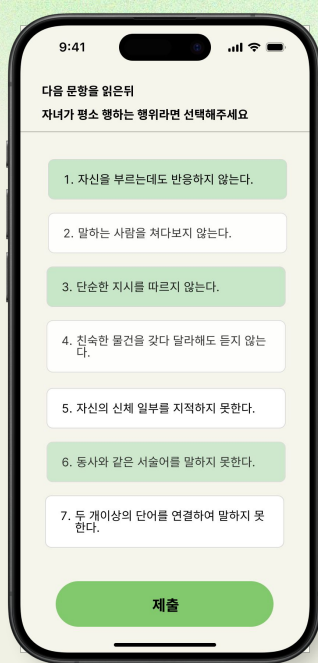 9:41
다음 문항을 읽은뒤
자녀가 평소 행하는 행위라면 선택해주세요
1. 자신을 부르는데도 반응하지 않는다.
2. 말하는 사람을 쳐다보지 않는다.
3. 단순한 지시를 따르지 않는다.
4. 친숙한 물건을 갖다 달라해도 듣지 않는
다.
5. 자신의 신체 일부를 지적하지 못한다.
6. 동사와 같은 서술어를 말하지 못한다.
7. 두 개이상의 단어를 연결하여 말하지 못
한다.
제출